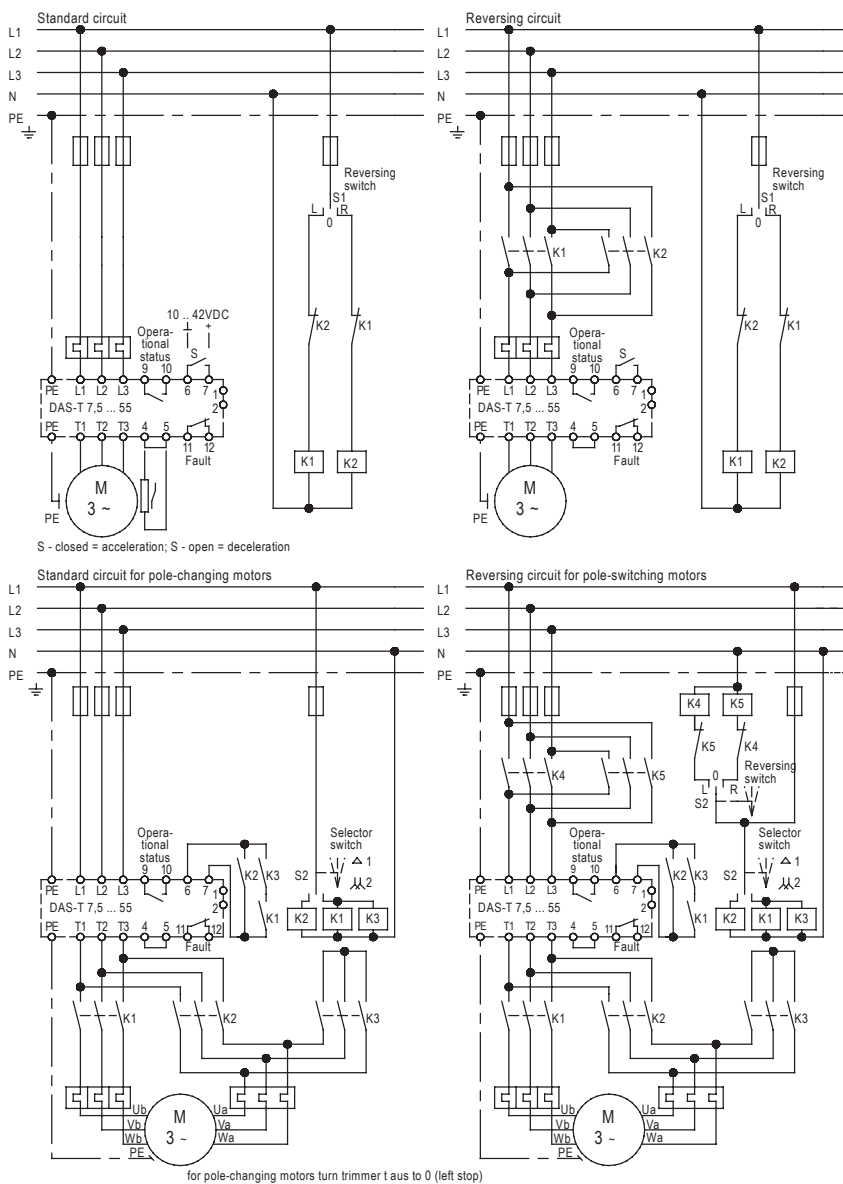 Standard circuit
L1
L2
L3
N
PE
Reversing
switch
S1
L R
0
10 .. 42VDC
+
K2 K1
Opera-
tional
status
S
9 10 6 7
PE L1 L2 L3
1
DAS-T 7,5 ... 55 2
PE T1 T2 T3 4 5 11 12
Fault
K1 K2
M
3 ~
PE
S - closed = acceleration; S - open = deceleration
Reversing circuit
L1
L2
L3
N
PE
Reversing
switch
S1
L R
0
K1 K2
K2 K1
Opera-
tional
status
S
9 10 6 7
PE L1 L2 L3
1
DAS-T 7,5 ... 55 2
PE T1 T2 T3 4 5 11 12
Fault
K1 K2
M
3 ~
PE
Standard circuit for pole-changing motors
L1
L2
L3
N
PE
Opera-
tional
status
Selector
switch
9 10 6 7
K2 K3
S2
1
2
PE L1 L2 L3
1
DAS-T 7,5 ... 55 2
K1
K2 K1 K3
PE T1 T2 T3 4 5 11 12
Fault
K1 K2 K3
Ub Ua
Vb Va
Wb Wa
M
3 ~
PE
Reversing circuit for pole-switching motors
L1
L2
L3
N
PE
K4 K5
K5 K4
0
L R
Reversing
switch
S2
K4 K5
Opera-
tional
status
Selector
switch
9 10 6 7
K2 K3
S2
1
2
PE L1 L2 L3
1
DAS-T 7,5 ... 55 2
K1
K2 K1 K3
PE T1 T2 T3 4 5 11 12
Fault
K1 K2 K3
Ub Ua
Vb Va
Wb Wa
M
3 ~
PE
for pole-changing motors turn trimmer t aus to 0 (left stop)